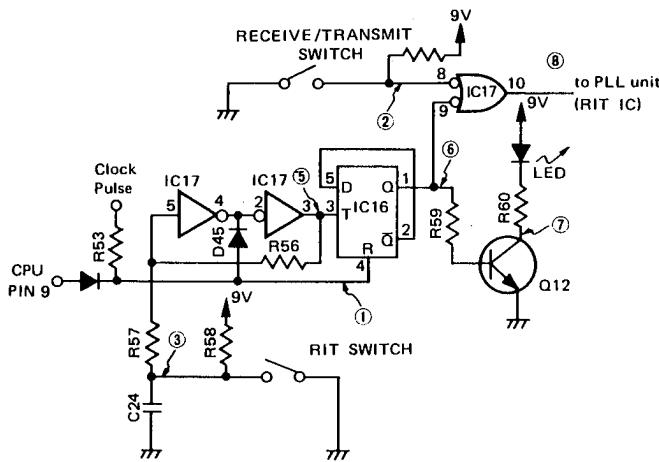 9V
RECEIVE/TRANSMIT
SWITCH
⑧
8
IC17
10
to PLL unit
(RIT IC)
②
9
9V
Clock
Pulse
IC17
4
IC17
⑤
5
D
Q
1
⑥
LED
5
2
3
3
T
IC16
R53
D45
R56
Q̅
2
R59
R60
⑦
R
4
CPU
PIN 9
Q12
9V
①
R57
③
R58
RIT SWITCH
C24